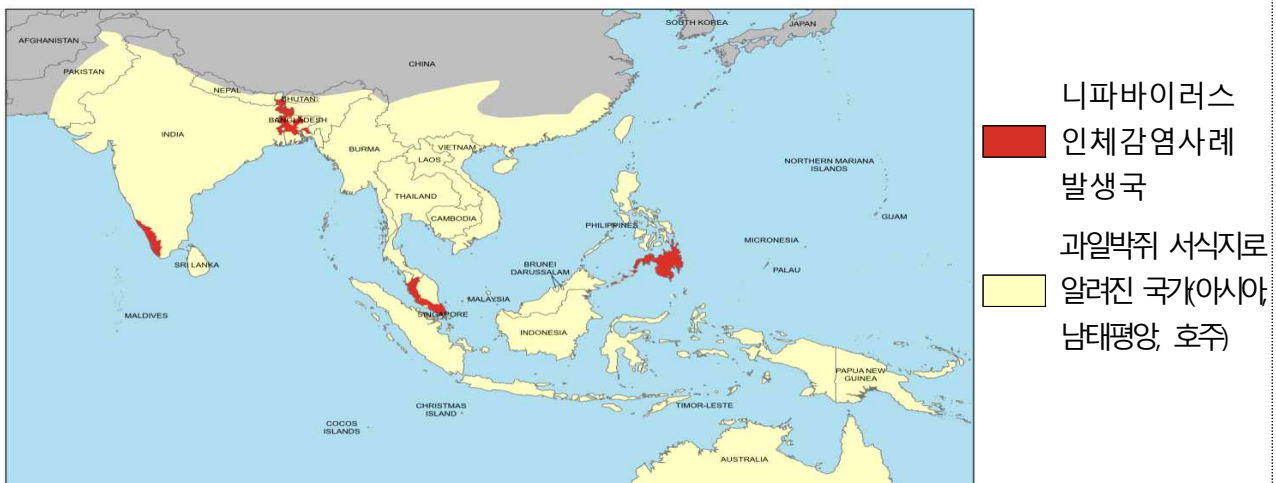 SOUTH KOREA
JAPAN
AFGHANISTAN
CHINA
PAKISTAN
NEPAL
BHUTAN
BANGLADESH
INDIA
BURMA
VIETNAM
LAOS
THAILAND
CAMBODIA
NORTHERN MARIANA
ISLANDS
GUAM
PHILIPPINES
MICRONESIA
PALAU
SRI LANKA
BRUNEI
DARUSSALAM
MALAYSIA
MALDIVES
SINGAPORE
INDONESIA
PAPUA NEW
GUINEA
CHRISTMAS
ISLAND
TIMOR-LESTE
COCOS
ISLANDS
AUSTRALIA
니파바이러스
인체감염사례
발생국
과일박쥐 서식지로
알려진 국가(아시아,
남태평양, 호주)